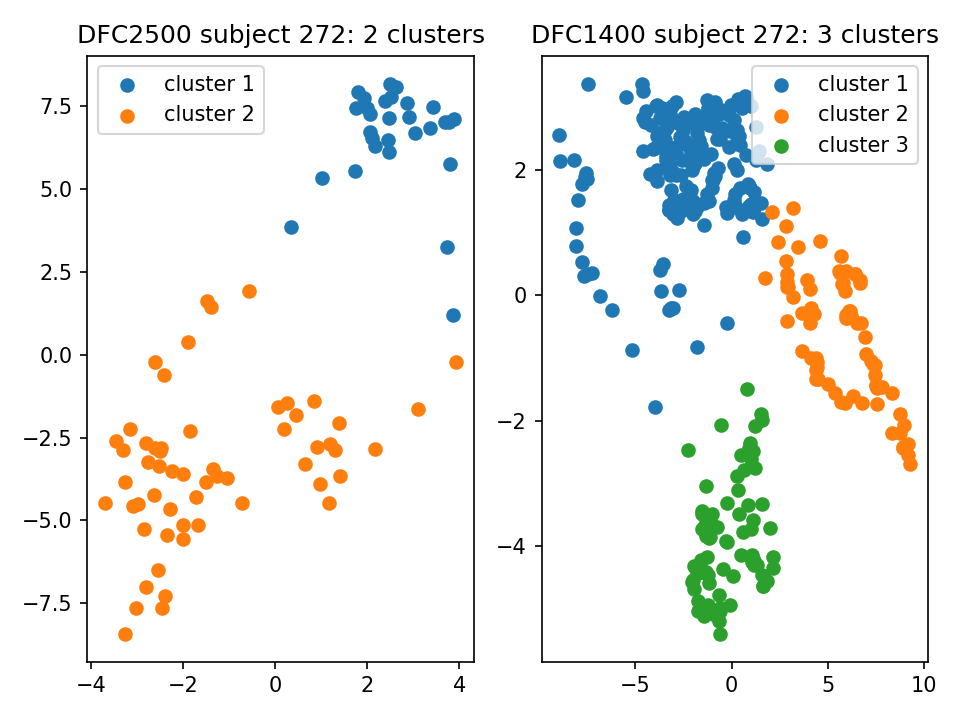 DFC2500 subject 272: 2 clusters
cluster 1
cluster 2
7.5
5.0
2.5
0.0
−2.5
−5.0
−7.5
−4
−2
0
2
4
DFC1400 subject 272: 3 clusters
cluster 1
cluster 2
cluster 3
2
0
−2
−4
−5
0
5
10